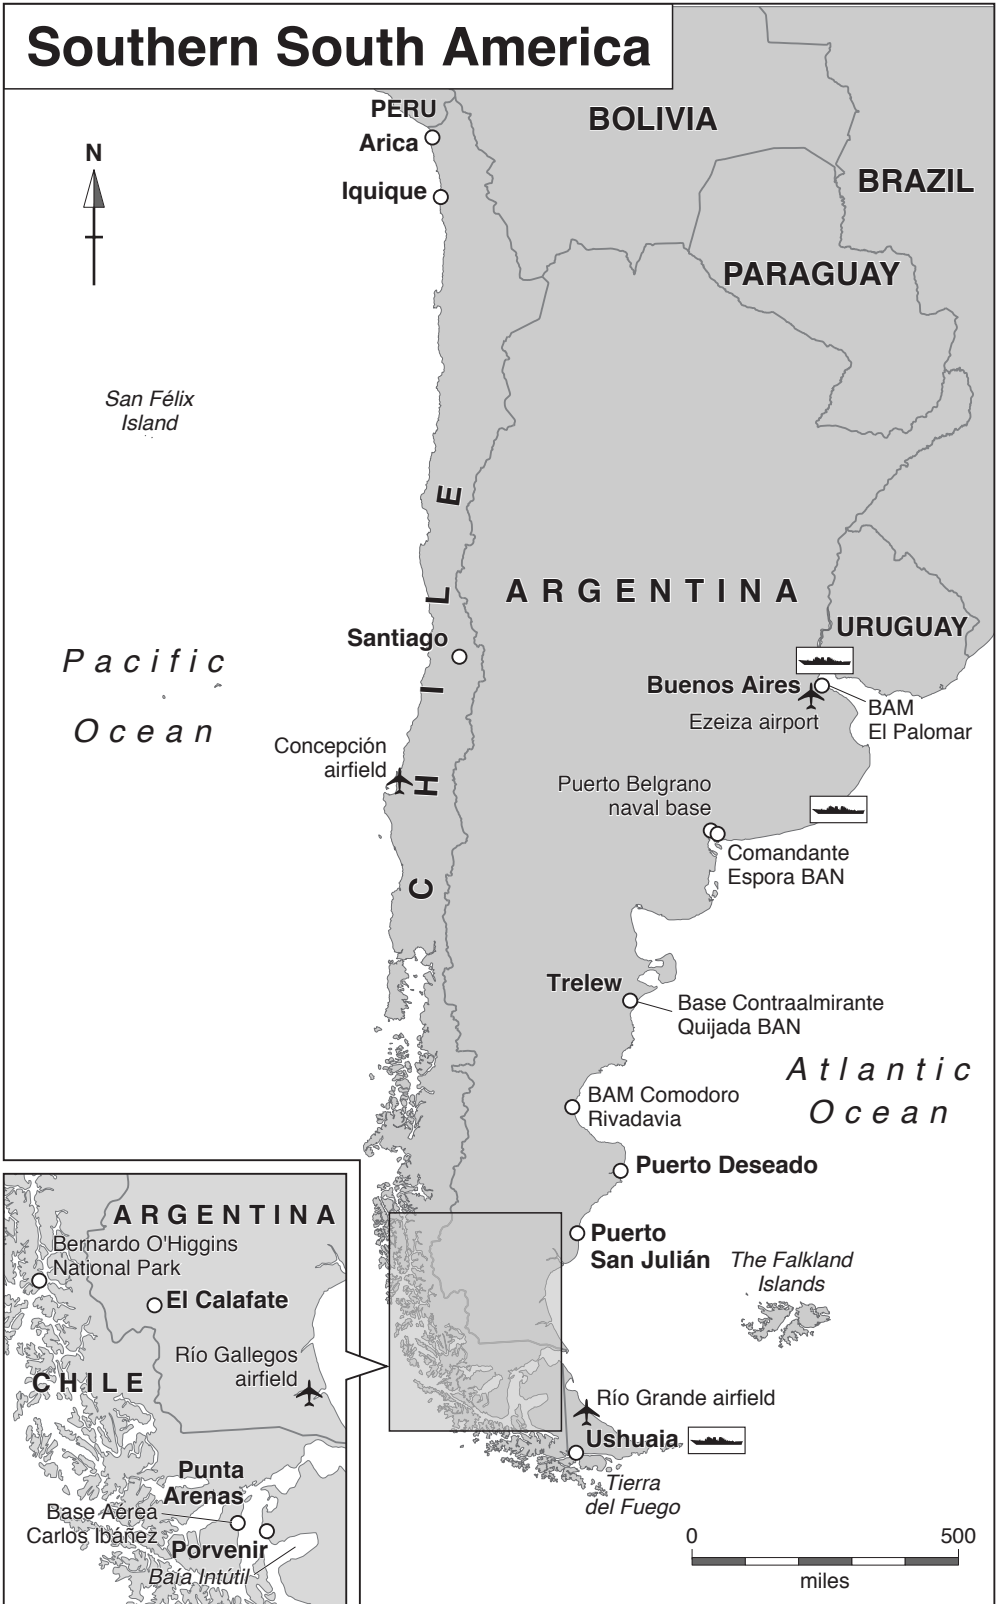 Southern South America
PERU
BOLIVIA
Arica
N
BRAZIL
Iquique
PARAGUAY
San Félix
Island
CHILE
ARGENTINA
URUGUAY
Santiago
Pacific
Ocean
Buenos Aires
BAM
El Palomar
Ezeiza airport
Concepción
airfield
Puerto Belgrano
naval base
Comandante
Espora BAN
Trelew
Base Contraalmirante
Quijada BAN
Atlantic
Ocean
BAM Comodoro
Rivadavia
Puerto Deseado
Puerto
San Julián
The Falkland
Islands
Río Grande airfield
Ushuaia
Tierra
del Fuego
0 500
miles
ARGENTINA
Bernardo O'Higgins
National Park
El Calafate
Río Gallegos
airfield
CHILE
Punta
Arenas
Base Aérea
Carlos Ibáñez
Porvenir
Baía Intútil